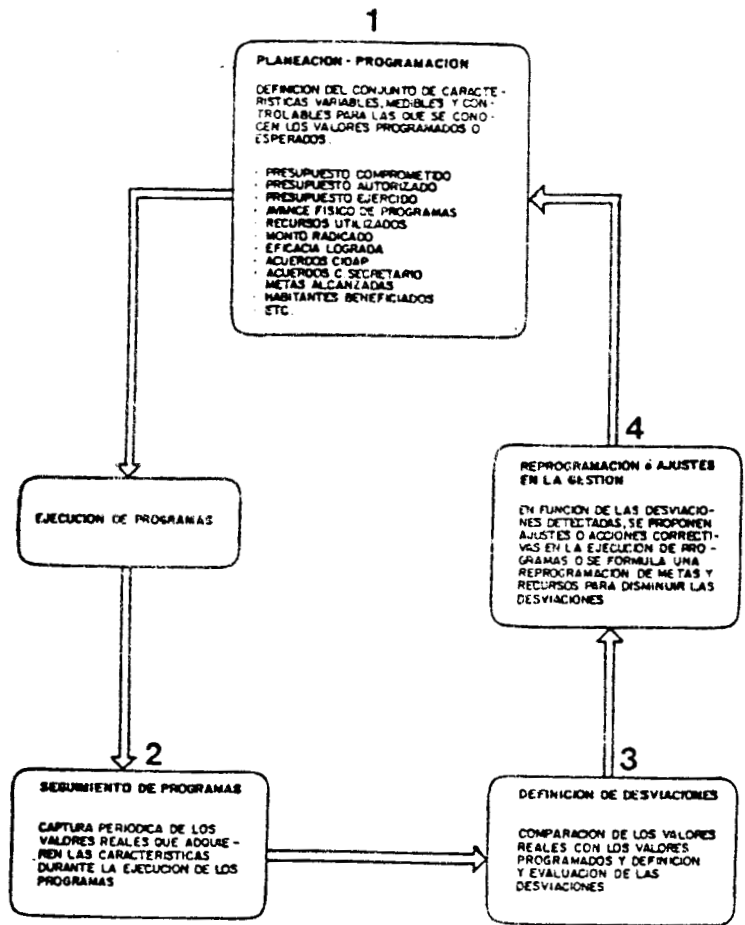 1
PLANEACION - PROGRAMACION
DEFINICION DEL CONJUNTO DE CARACTE-
RISTICAS VARIABLES, MEDIBLES Y CON-
TROLABLES PARA LAS QUE SE CONO-
CEN LOS VALORES PROGRAMADOS O
ESPERADOS.
· PRESUPUESTO COMPROMETIDO
· PRESUPUESTO AUTORIZADO
· PRESUPUESTO EJERCIDO
· AVANCE FISICO DE PROGRAMAS
· RECURSOS UTILIZADOS
· MONTO RADICADO
· EFICACIA LOGRADA
· ACUERDOS CIDAP
· ACUERDOS C. SECRETARIO
METAS ALCANZADAS
· HABITANTES BENEFICIADOS
· ETC.
EJECUCION DE PROGRAMAS
2
SEGUIMIENTO DE PROGRAMAS
CAPTURA PERIODICA DE LOS
VALORES REALES QUE ADQUIE-
REN LAS CARACTERISTICAS
DURANTE LA EJECUCION DE LOS
PROGRAMAS
3
DEFINICION DE DESVIACIONES
COMPARACION DE LOS VALORES
REALES CON LOS VALORES
PROGRAMADOS Y DEFINICION
Y EVALUACION DE LAS
DESVIACIONES
4
REPROGRAMACION ó AJUSTES
EN LA GESTION
EN FUNCION DE LAS DESVIACIO-
NES DETECTADAS, SE PROPONEN
AJUSTES O ACCIONES CORRECTI-
VAS EN LA EJECUCION DE PRO-
GRAMAS O SE FORMULA UNA
REPROGRAMACION DE METAS Y
RECURSOS PARA DISMINUIR LAS
DESVIACIONES